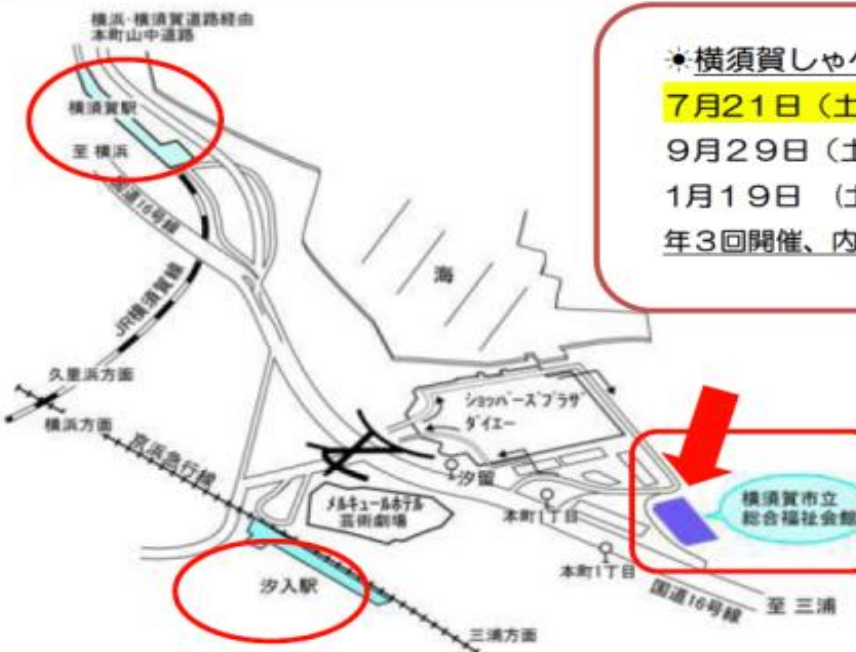 横浜・横須賀道路経由
本町山中道路
横須賀駅
至 横浜
国道16号線
JR横須賀線
久里浜方面
横浜方面
京浜急行線
海
ショッパーズプラザ
ダイエー
汐留
メルキュールホテル
芸術劇場
本町1丁目
本町1丁目
汐入駅
三浦方面
国道16号線
至 三浦
横須賀市立
総合福祉会館
☀横須賀しゃべ
7月21日（土
9月29日（土
1月19日 （土
年3回開催、内